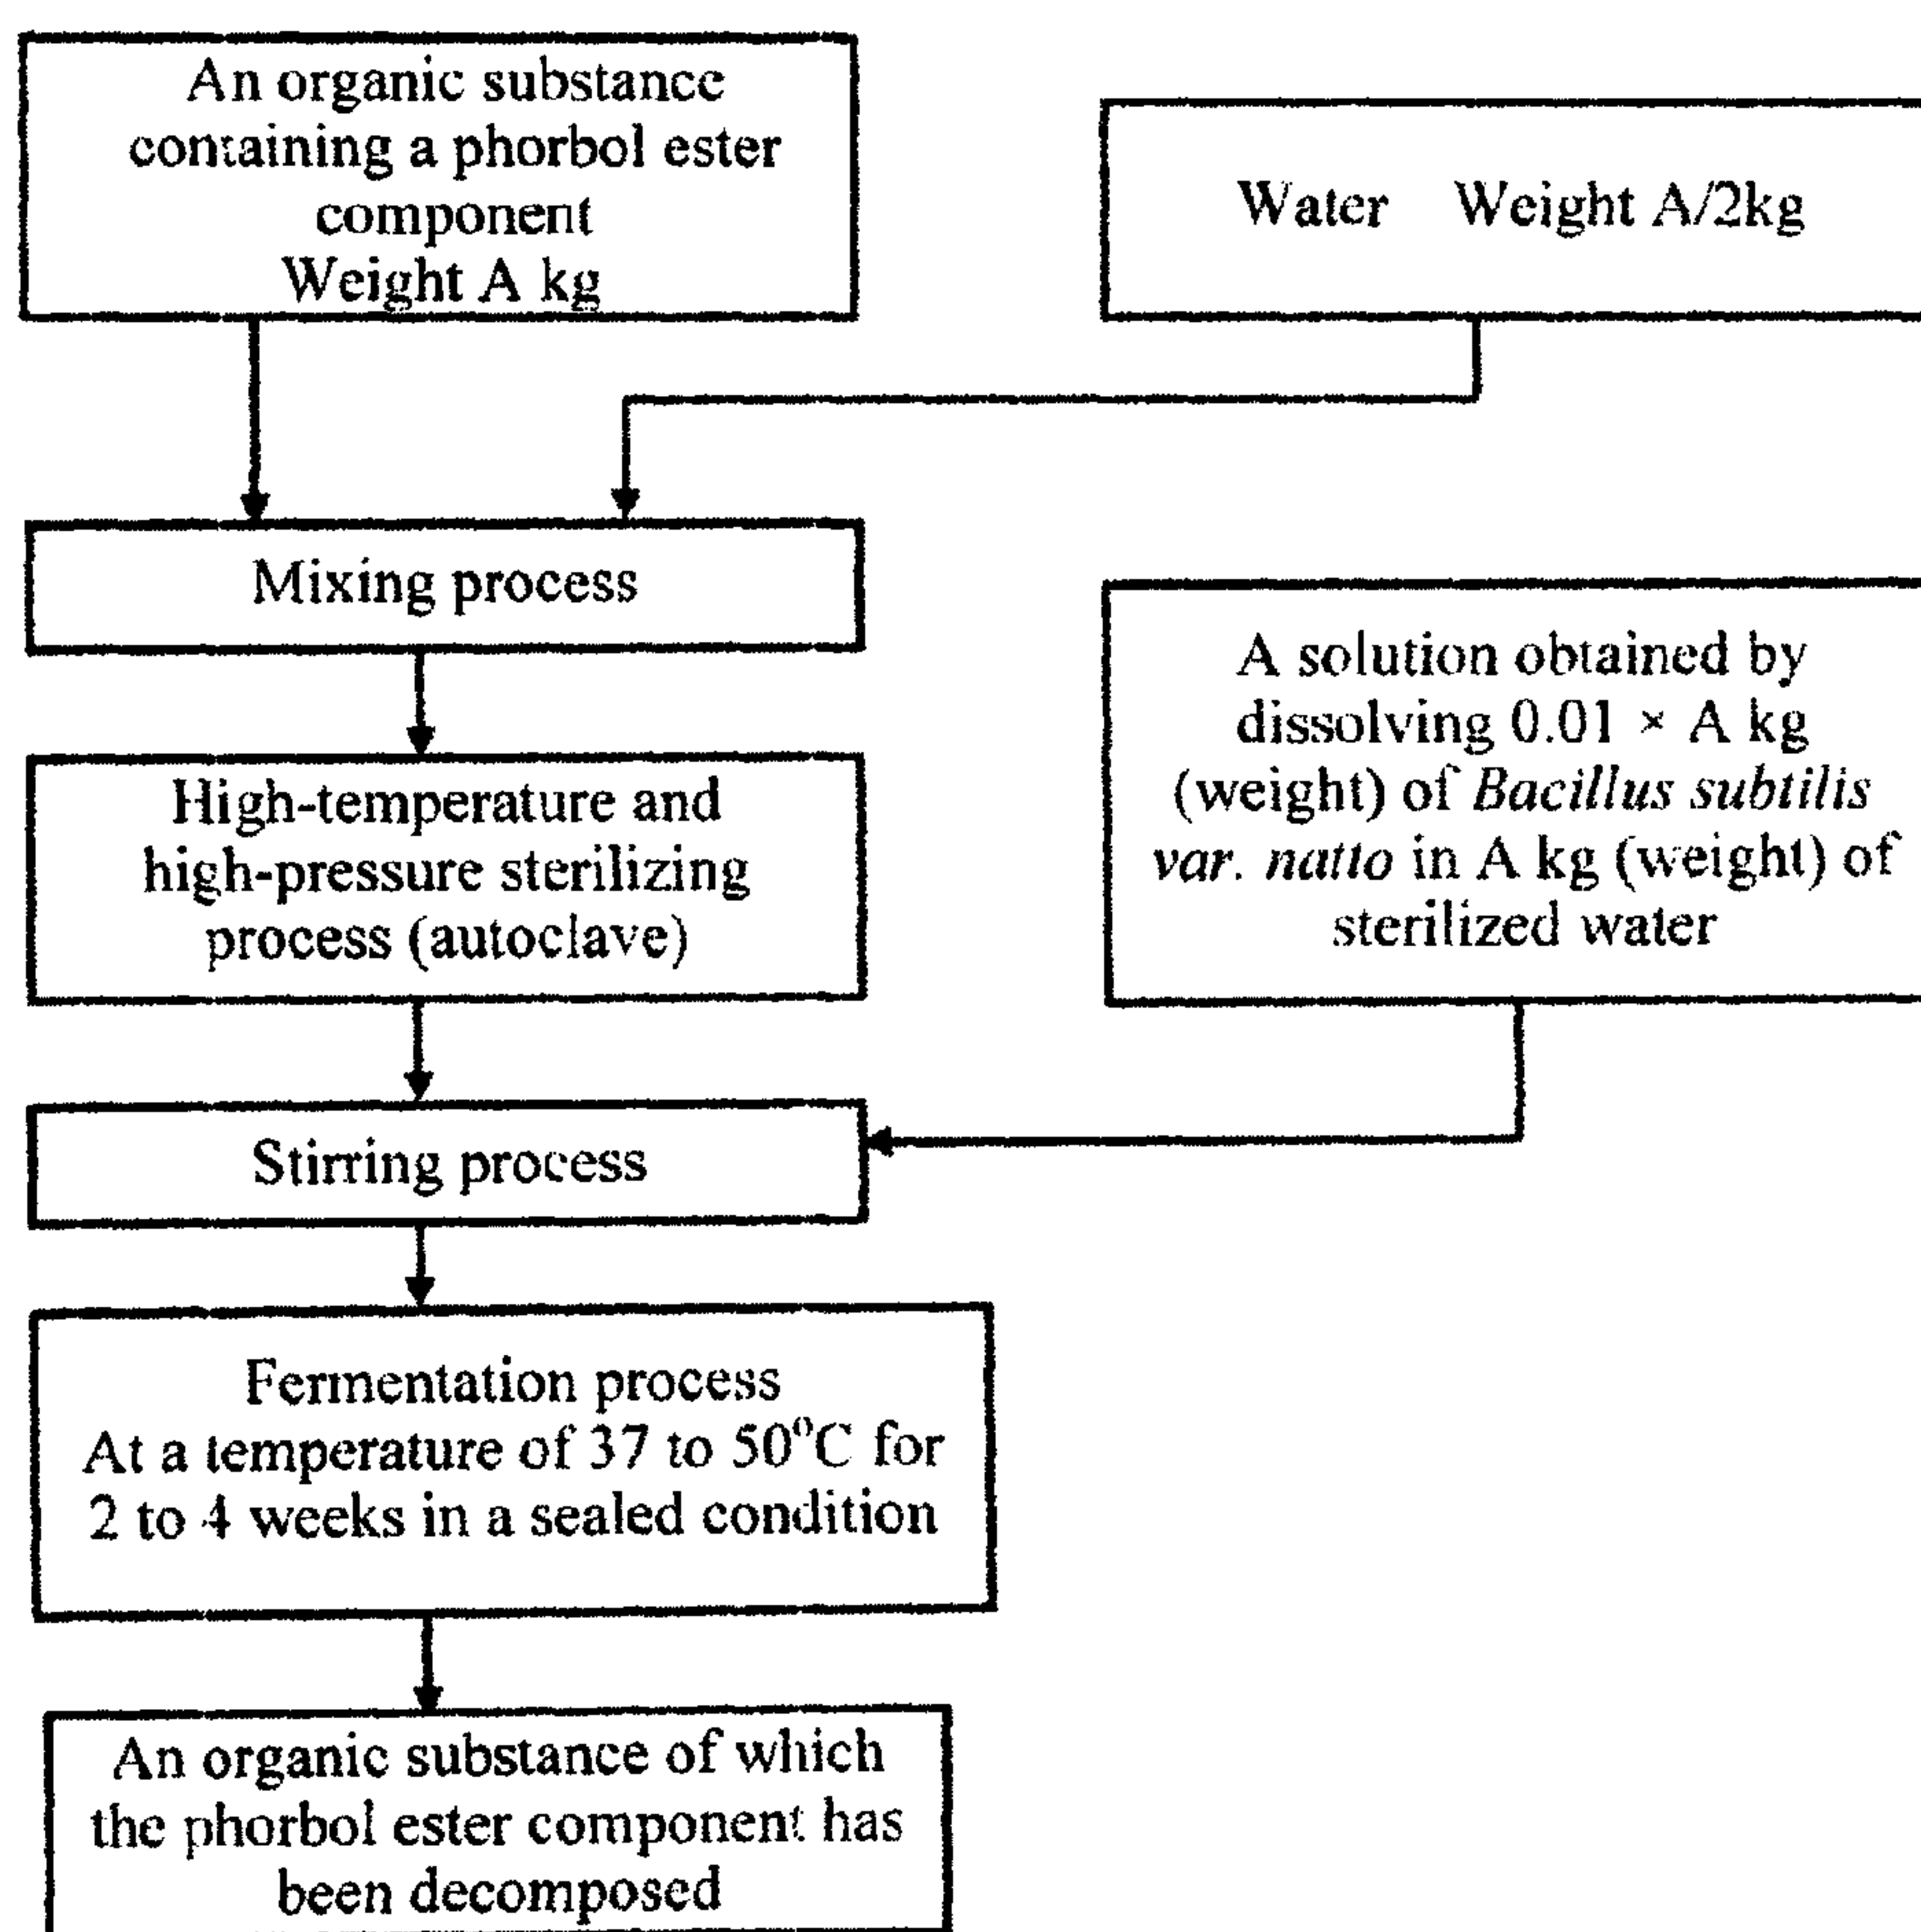 An organic substance
containing a phorbol ester
component
Weight A kg
Water Weight A/2kg
Mixing process
A solution obtained by
dissolving 0.01 × A kg
(weight) of Bacillus subtilis
var. natto in A kg (weight) of
sterilized water
High-temperature and
high-pressure sterilizing
process (autoclave)
Stirring process
Fermentation process
At a temperature of 37 to 50°C for
2 to 4 weeks in a sealed condition
An organic substance of which
the phorbol ester component has
been decomposed